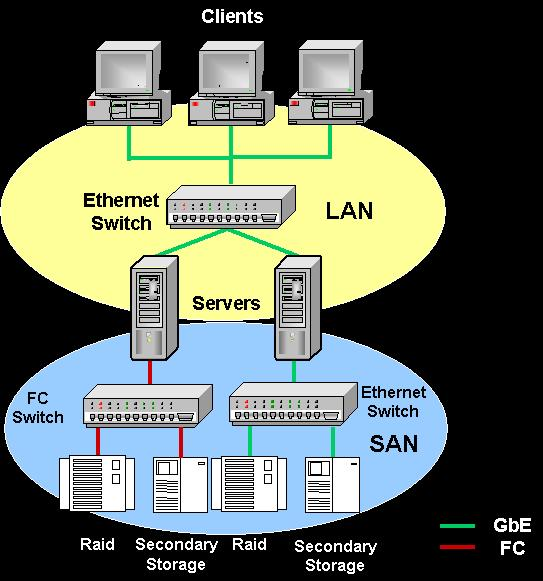 Clients
Ethernet
Switch
LAN
Servers
FC
Switch
Ethernet
Switch
SAN
Raid
Secondary
Storage
Raid
Secondary
Storage
GbE
FC